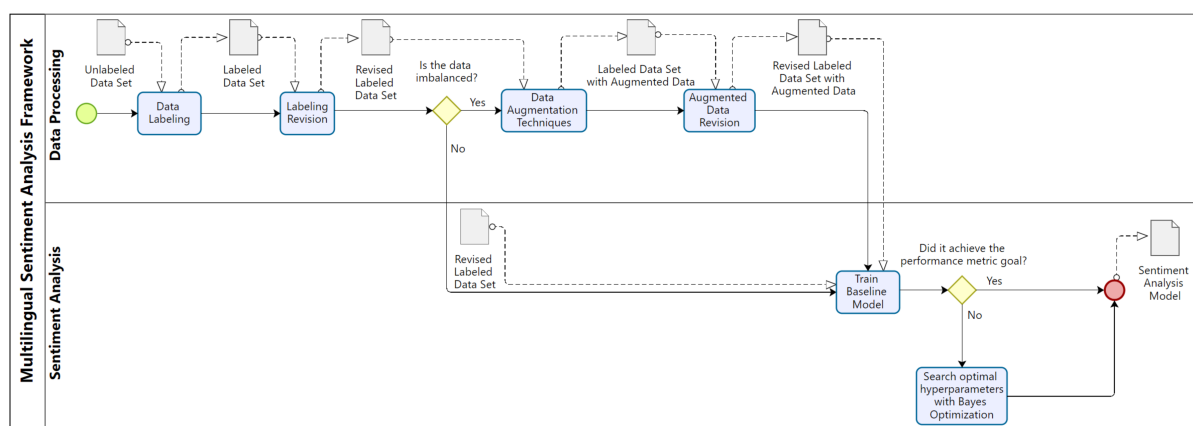 Multilingual Sentiment Analysis Framework
Data Processing
Unlabeled
Data Set
Labeled
Data Set
Revised
Labeled
Data Set
Is the data
imbalanced?
Labeled Data Set
with Augmented Data
Revised Labeled
Data Set with
Augmented Data
Data
Labeling
Labeling
Revision
Yes
No
Data
Augmentation
Techniques
Augmented
Data
Revision
Sentiment Analysis
Revised
Labeled
Data Set
Train
Baseline
Model
Did it achieve the
performance metric goal?
Yes
No
Sentiment
Analysis
Model
Search optimal
hyperparameters
with Bayes
Optimization